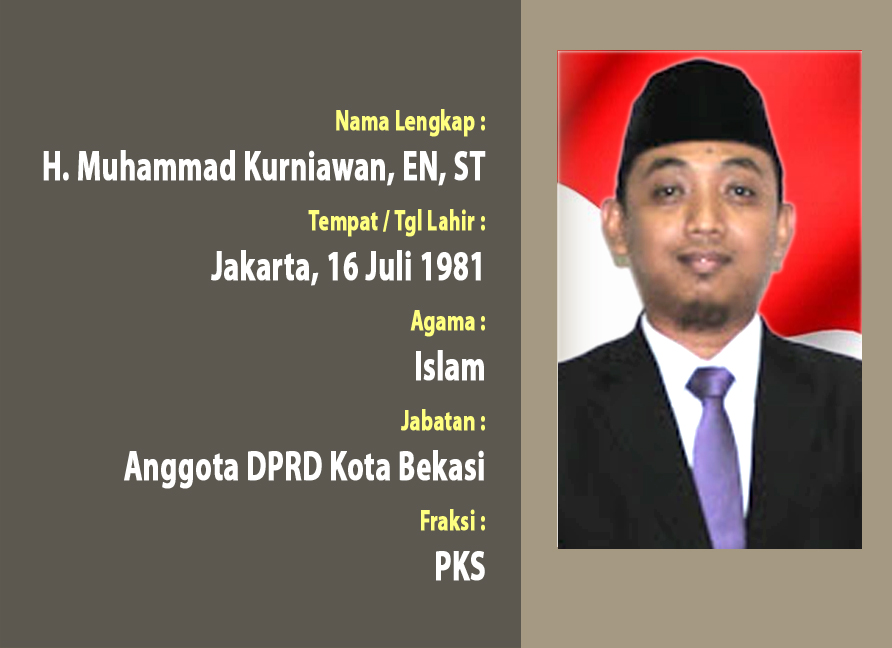 Nama Lengkap :
H. Muhammad Kurniawan, EN, ST
Tempat / Tgl Lahir :
Jakarta, 16 Juli 1981
Agama :
Islam
Jabatan :
Anggota DPRD Kota Bekasi
Fraksi :
PKS